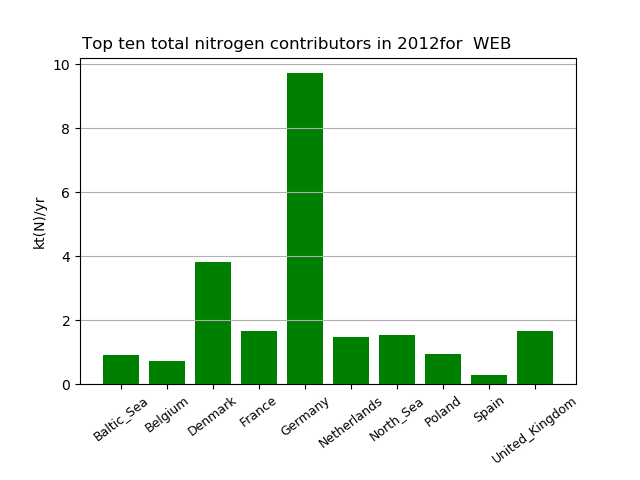 Top ten total nitrogen contributors in 2012for  WEB
kt(N)/yr
10
8
6
4
2
0
Baltic_Sea
Belgium
Denmark
France
Germany
Netherlands
North_Sea
Poland
Spain
United_Kingdom